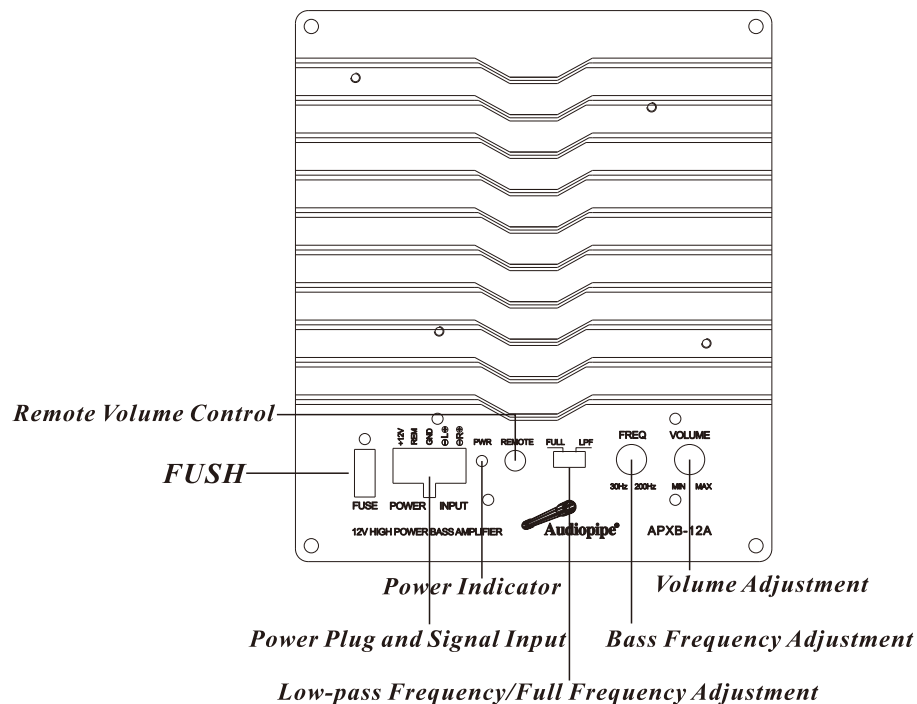 Remote Volume Control
FUSH
+12V
REM
GND
⊖L⊕
⊖R⊕
PWR
REMOTE
FULL LPF
FREQ
VOLUME
30Hz 200Hz
MIN MAX
FUSE
POWER INPUT
12V HIGH POWER BASS AMPLIFIER
Audiopipe®
APXB-12A
Power Indicator
Volume Adjustment
Power Plug and Signal Input
Bass Frequency Adjustment
Low-pass Frequency/Full Frequency Adjustment